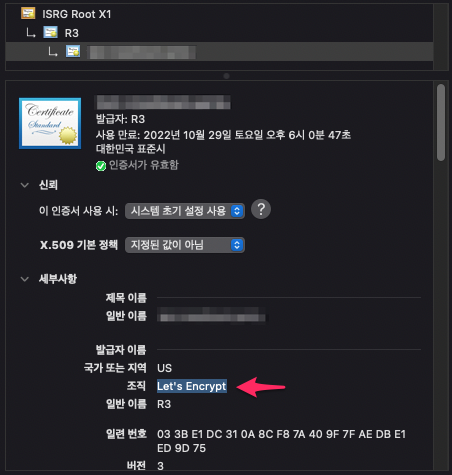 ISRG Root X1
R3
Certificate
Standard
발급자: R3
사용 만료: 2022년 10월 29일 토요일 오후 6시 0분 47초
대한민국 표준시
인증서가 유효함
신뢰
이 인증서 사용 시: 시스템 초기 설정 사용 ?
X.509 기본 정책 지정된 값이 아님
세부사항
제목 이름
일반 이름
발급자 이름
국가 또는 지역 US
조직 Let's Encrypt
일반 이름 R3
일련 번호 03 3B E1 DC 31 0A 8C F8 7A 40 9F 7F AE DB E1
ED 9D 75
버전 3